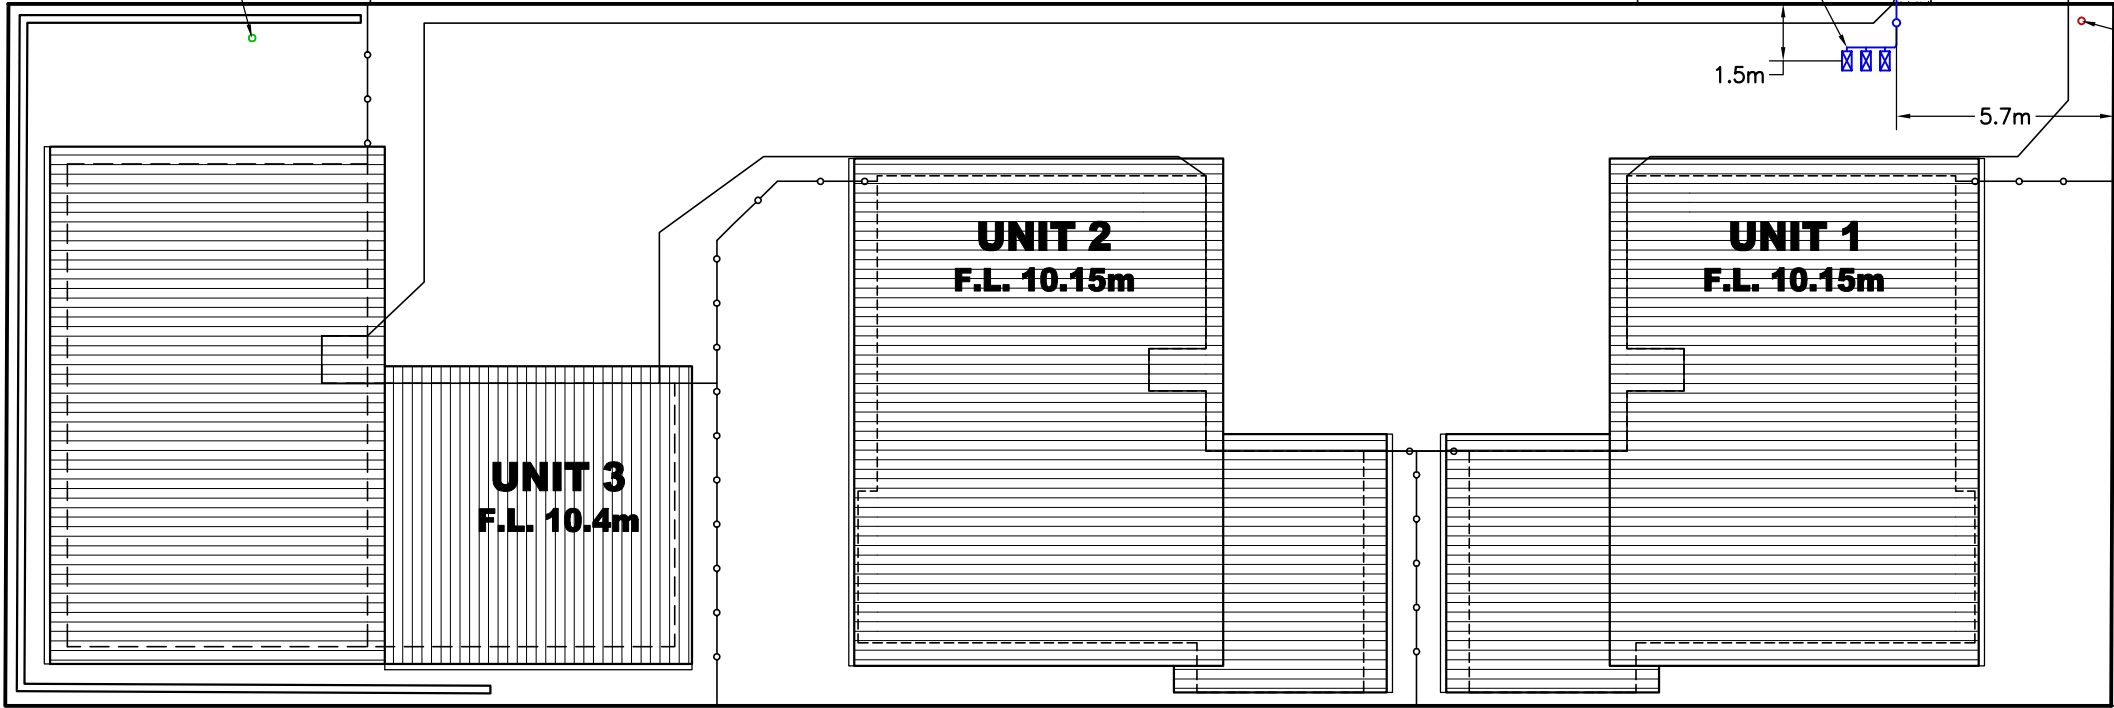 1.5m
5.7m
UNIT 2
F.L. 10.15m
UNIT 1
F.L. 10.15m
UNIT 3
F.L. 10.4m